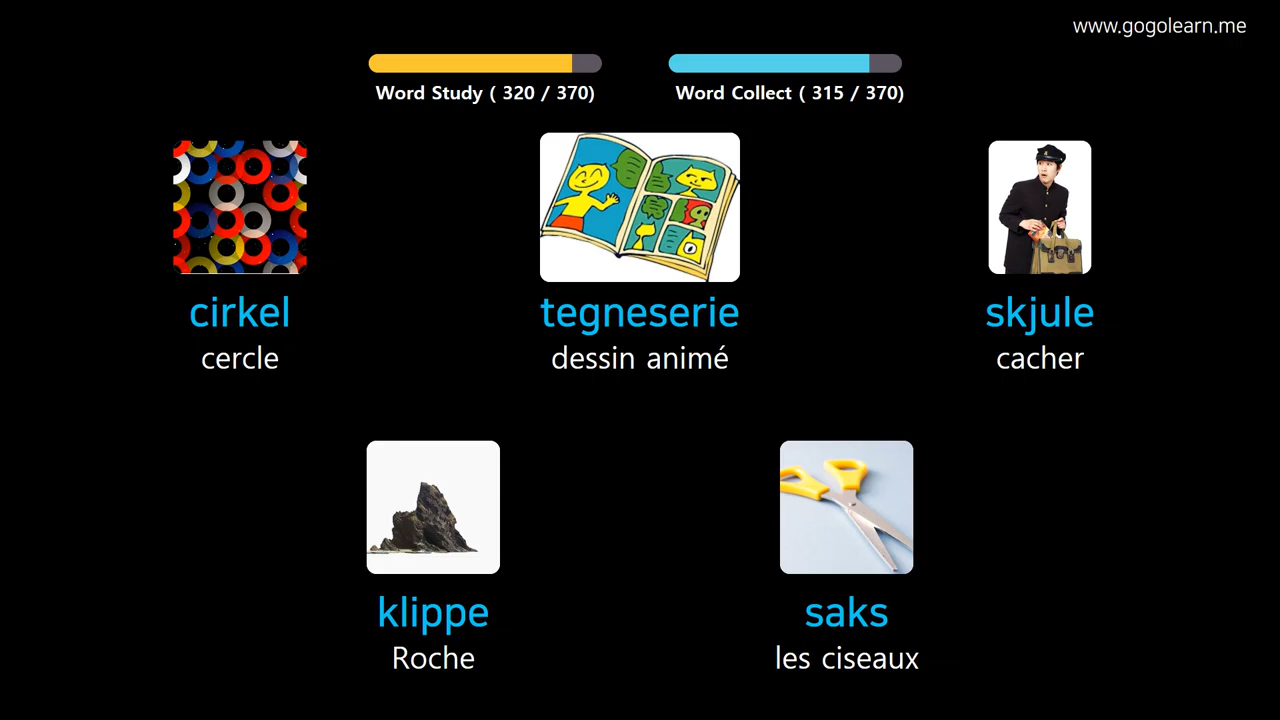 www.gogolearn.me
Word Study ( 320 / 370)
Word Collect ( 315 / 370)
cirkel
cercle
tegneserie
dessin animé
skjule
cacher
klippe
Roche
saks
les ciseaux